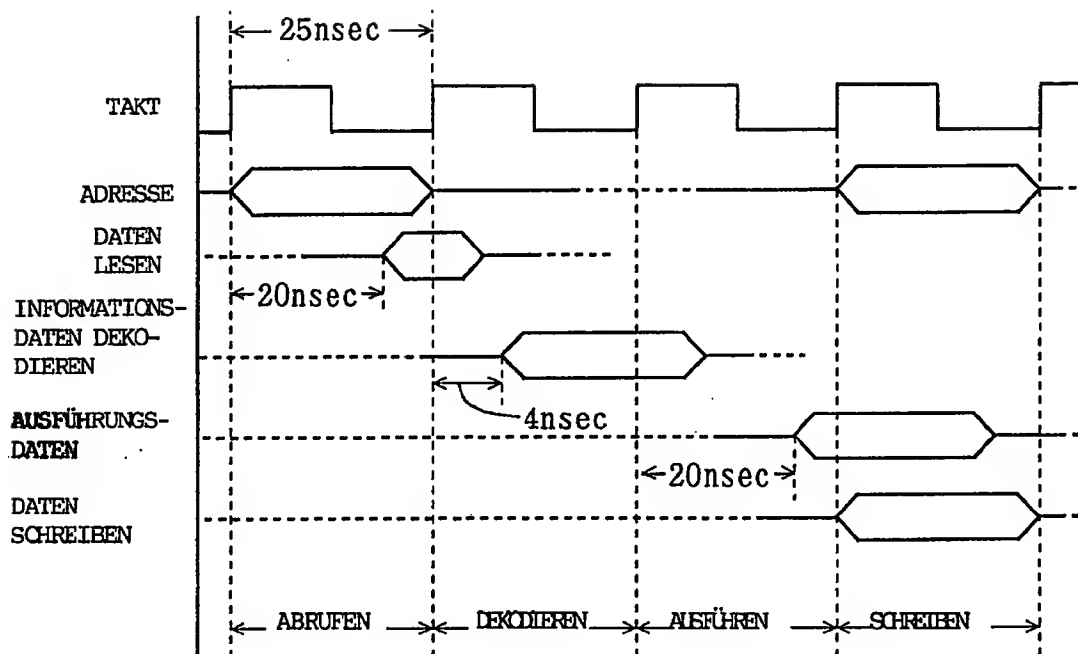 25nsec
TAKT
ADRESSE
DATEN
LESEN
20nsec
INFORMATIONS-
DATEN DEKO-
DIEREN
4nsec
AUSFÜHRUNGS-
DATEN
20nsec
DATEN
SCHREIBEN
ABRUFEN
DEKODIEREN
AUSFÜHREN
SCHREIBEN